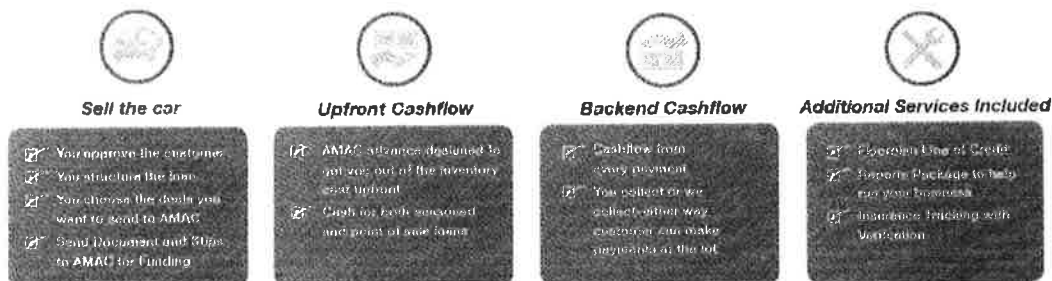 Sell the car
You approve the customer
You structure the loan
You choose the deals you
want to send to AMAC
Send Document and Stips
to AMAC for Funding
Upfront Cashflow
AMAC advance designed to
get you out of the inventory
cost upfront
Cash for both seasoned
and point of sale loans
Backend Cashflow
Cashflow from
every payment
You collect or we
collect, either way
customer can make
payments at the lot
Additional Services Included
Floorplan Line of Credit
Reports Package to help
run your business
Insurance Tracking with
Verification